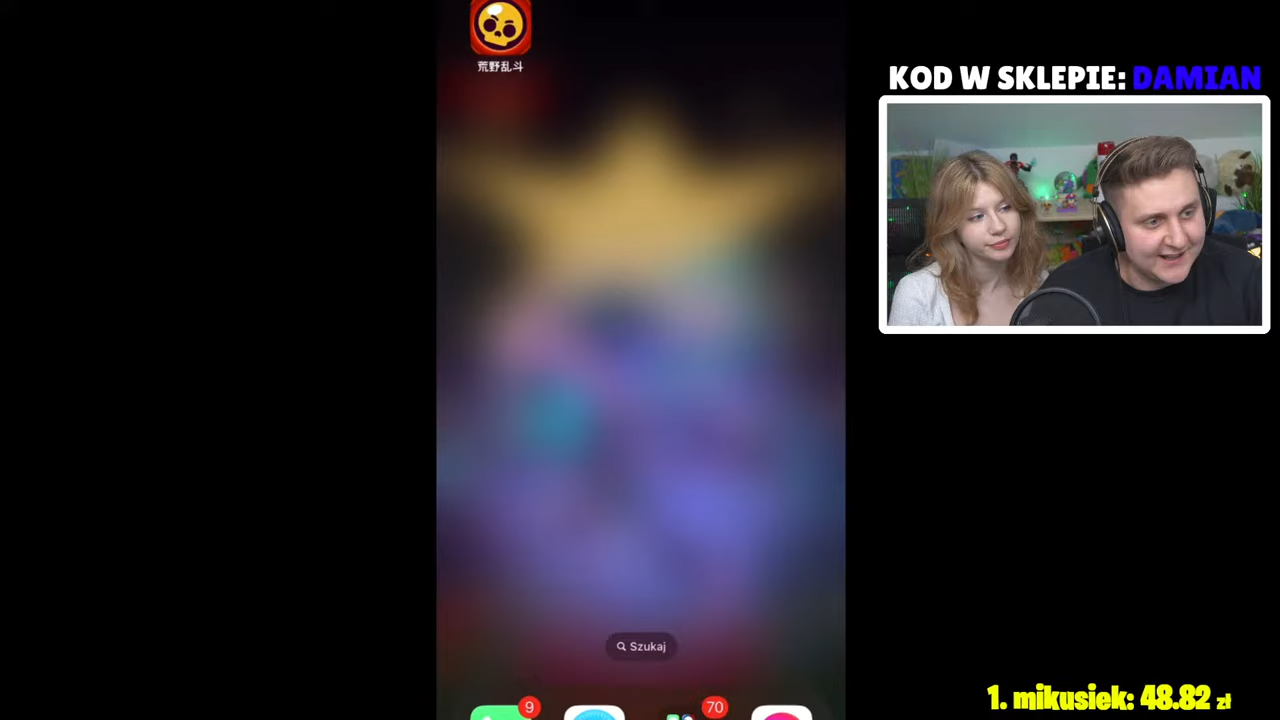 荒野乱斗
KOD W SKLEPIE: DAMIAN
Szukaj
9
70
1. mikusiek: 48.82 zł